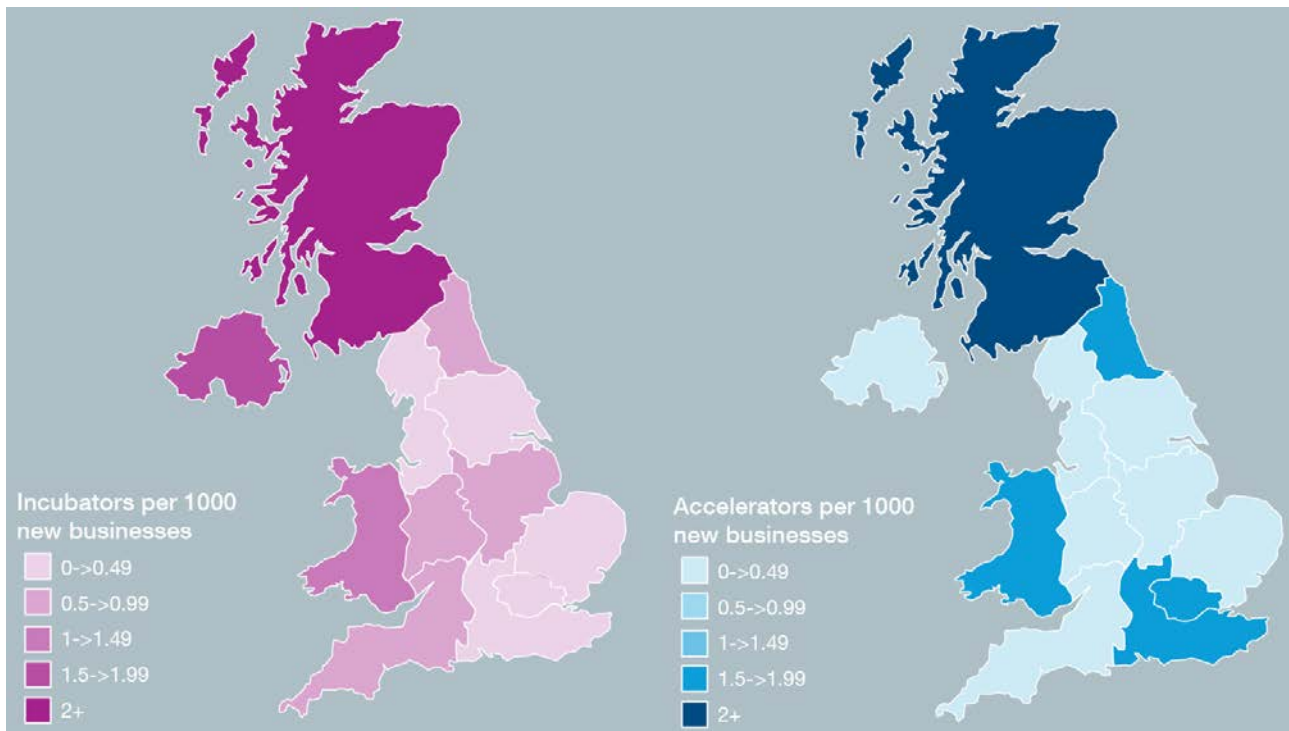 Incubators per 1000
new businesses
0->0.49
0.5->0.99
1->1.49
1.5->1.99
2+
Accelerators per 1000
new businesses
0->0.49
0.5->0.99
1->1.49
1.5->1.99
2+